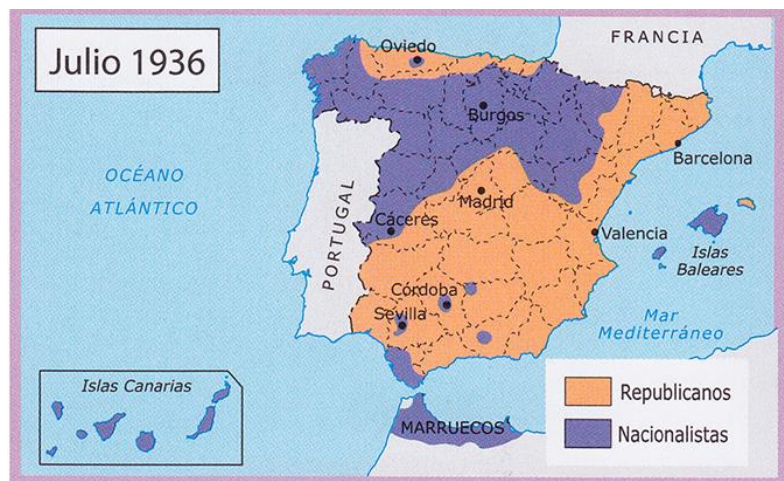 Julio 1936
FRANCIA
Oviedo
Burgos
OCÉANO
ATLÁNTICO
PORTUGAL
Cáceres
Madrid
Barcelona
Valencia
Islas
Baleares
Córdoba
Sevilla
Mar
Mediterráneo
Islas Canarias
MARRUECOS
Republicanos
Nacionalistas